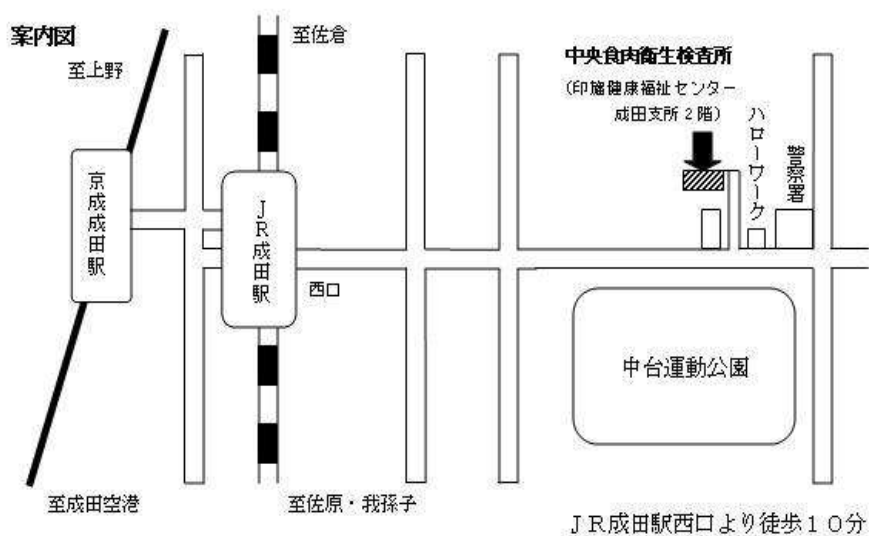 案内図
至上野
至佐倉
中央食肉衛生検査所
(印旛健康福祉センター
成田支所2階)
ハローワーク
警察署
京成成田駅
JR成田駅
西口
中台運動公園
至成田空港
至佐原・我孫子
JR成田駅西口より徒歩10分